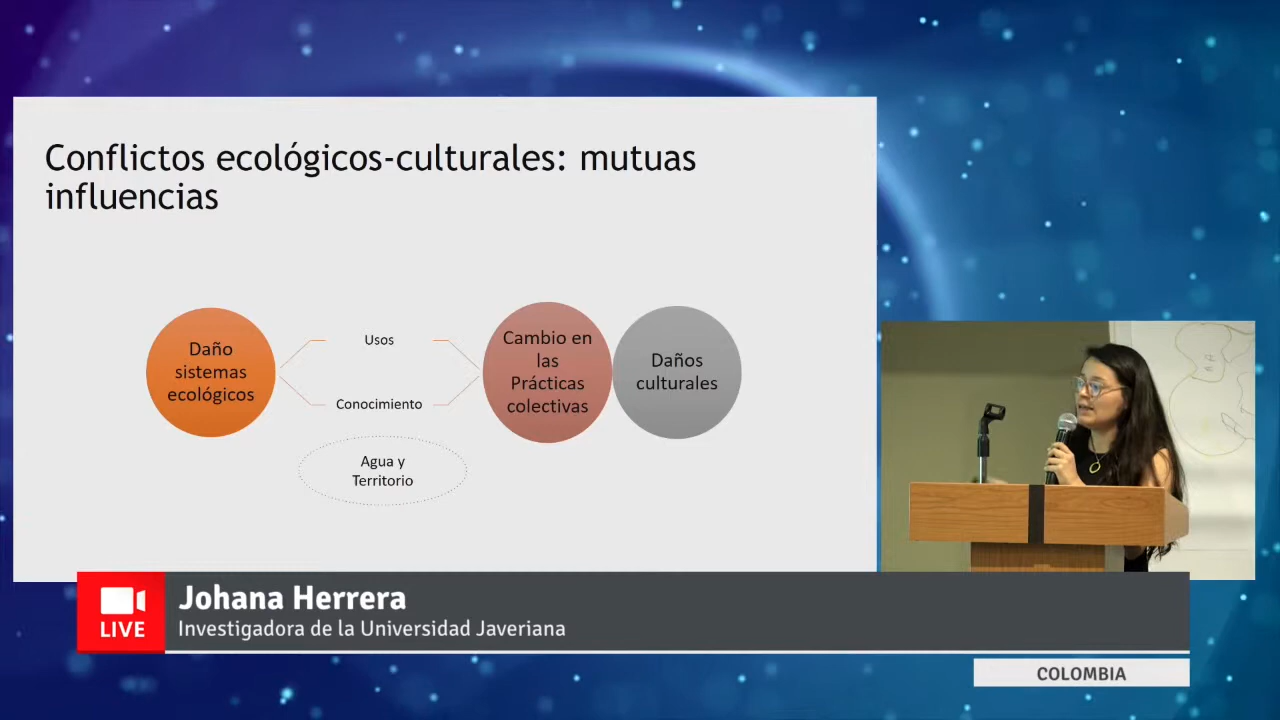 Conflictos ecológicos-culturales: mutuas
influencias
Daño
sistemas
ecológicos
Usos
Conocimiento
Agua y
Territorio
Cambio en
las
Prácticas
colectivas
Daños
culturales
LIVE
Johana Herrera
Investigadora de la Universidad Javeriana
COLOMBIA